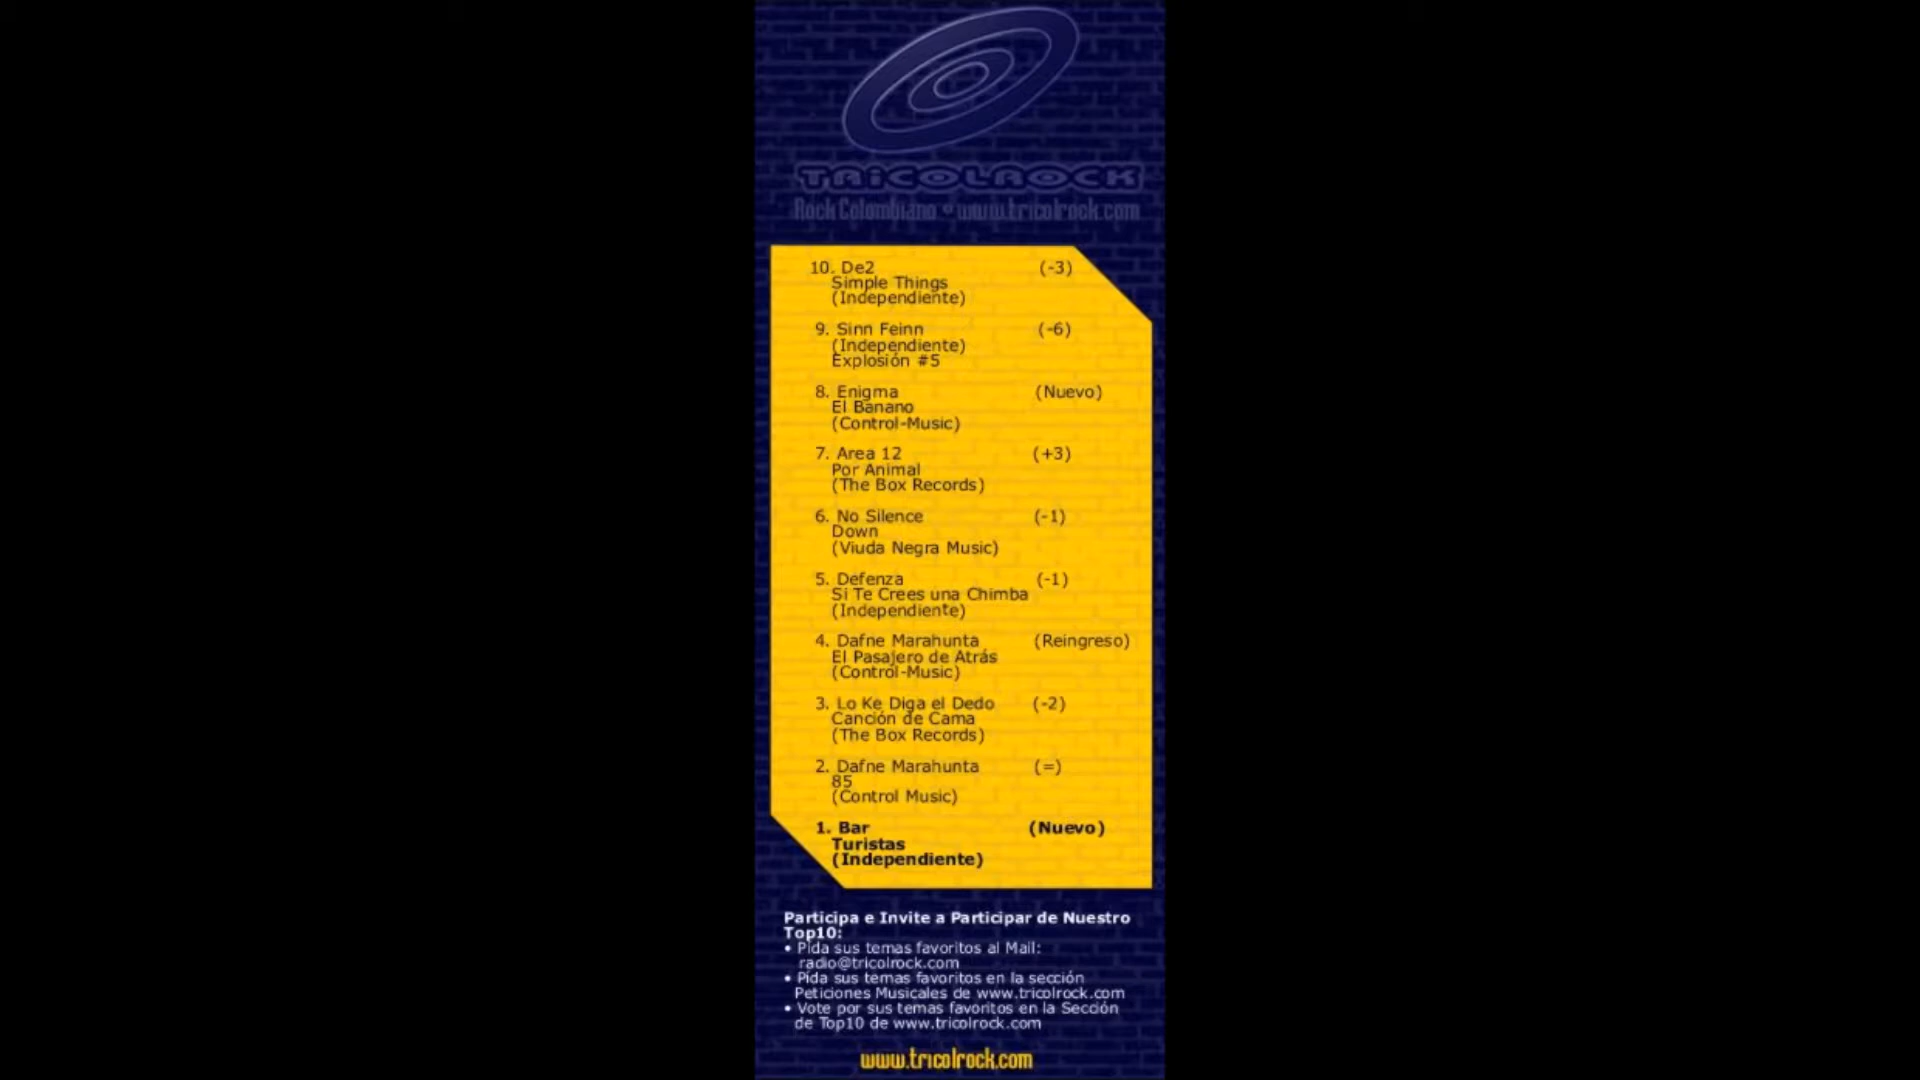 TRICOLROCK
Rock Colombiano • www.tricolrock.com
10. De2 (-3)
Simple Things
(Independiente)
9. Sinn Feinn (-6)
(Independiente)
Explosión #5
8. Enigma (Nuevo)
El Banano
(Control-Music)
7. Area 12 (+3)
Por Animal
(The Box Records)
6. No Silence (-1)
Down
(Viuda Negra Music)
5. Defenza (-1)
Si Te Crees una Chimba
(Independiente)
4. Dafne Marahunta (Reingreso)
El Pasajero de Atrás
(Control-Music)
3. Lo Ke Diga el Dedo (-2)
Canción de Cama
(The Box Records)
2. Dafne Marahunta (=)
85
(Control Music)
1. Bar (Nuevo)
Turistas
(Independiente)
Participa e Invite a Participar de Nuestro
Top10:
• Pida sus temas favoritos al Mail:
radio@tricolrock.com
• Pida sus temas favoritos en la sección
Peticiones Musicales de www.tricolrock.com
• Vote por sus temas favoritos en la Sección
de Top10 de www.tricolrock.com
www.tricolrock.com